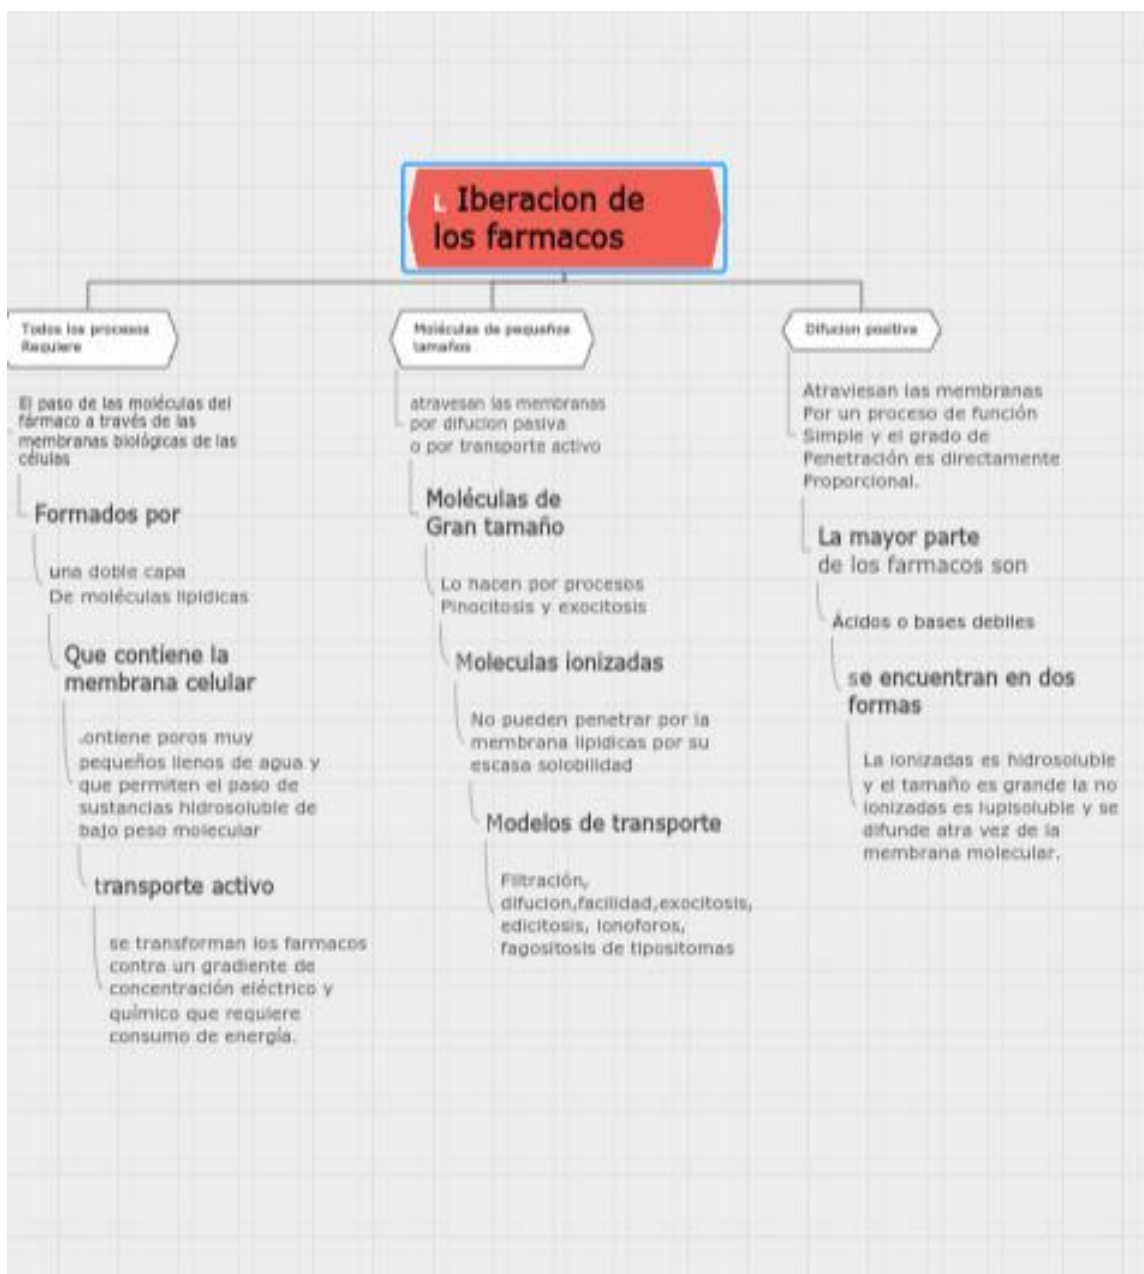 L Iberacion de
los farmacos
Todos los procesos
Requiere
El paso de las moléculas del
fármaco a través de las
membranas biológicas de las
células
Formados por
una doble capa
De moléculas lipídicas
Que contiene la
membrana celular
.ontiene poros muy
pequeños llenos de agua y
que permiten el paso de
sustancias hidrosoluble de
bajo peso molecular
transporte activo
se transforman los farmacos
contra un gradiente de
concentración eléctrico y
químico que requiere
consumo de energía.
Moléculas de pequeños
tamaños
atravesan las membranas
por difucion pasiva
o por transporte activo
Moléculas de
Gran tamaño
Lo hacen por procesos
Pinocitosis y exocitosis
Moleculas ionizadas
No pueden penetrar por la
membrana lipidicas por su
escasa solobilidad
Modelos de transporte
Filtración,
difucion,facilidad,exocitosis,
edicitosis, Ionoforos,
fagositosis de tipositomas
Difucion positiva
Atraviesan las membranas
Por un proceso de función
Simple y el grado de
Penetración es directamente
Proporcional.
La mayor parte
de los farmacos son
Ácidos o bases debiles
se encuentran en dos
formas
La ionizadas es hidrosoluble
y el tamaño es grande la no
ionizadas es lupisoluble y se
difunde atra vez de la
membrana molecular.